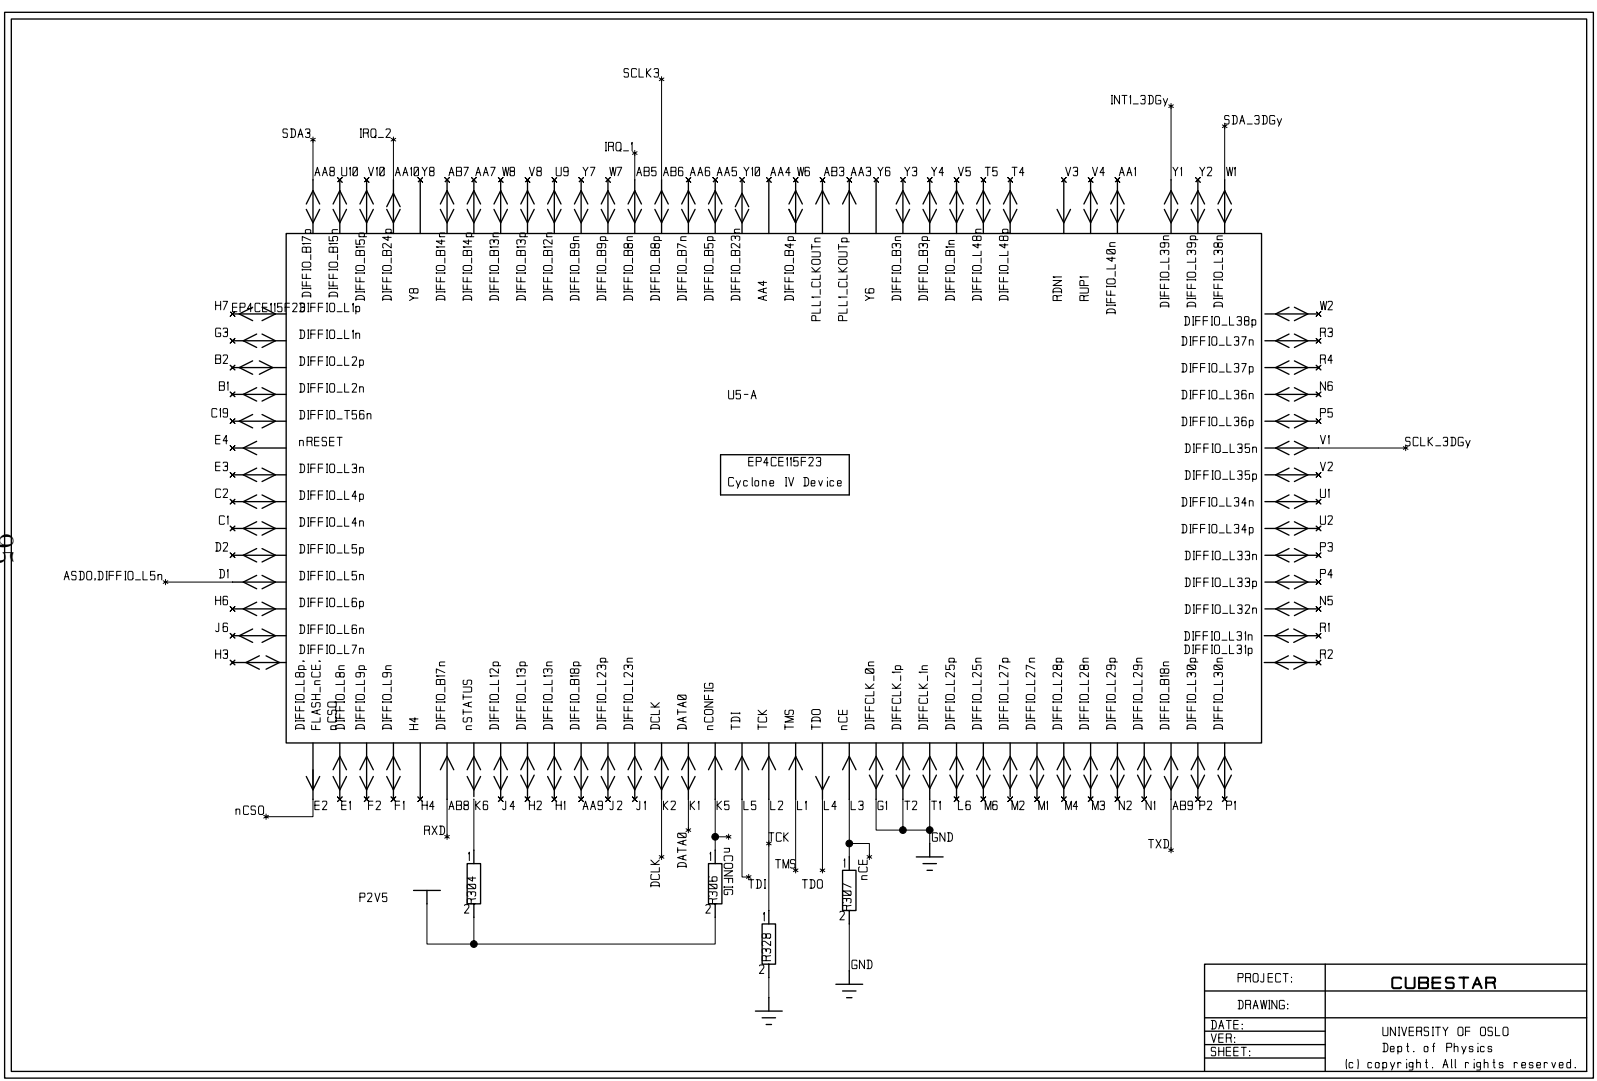 SCLK3
INT1_3DGy
SDA_3DGy
SDA3
IRQ_2
IRQ_1
AA8 U10 V10 AA10 Y8 AB7 AA7 W8 V8 U9 Y7 W7 AB5 AB6 AA6 AA5 Y10 AA4 W6 AB3 AA3 Y6 Y3 Y4 V5 T5 T4 V3 V4 AA1 Y1 Y2 W1
DIFFIO_B17p
DIFFIO_B15n
DIFFIO_B15p
DIFFIO_B24p
Y8
DIFFIO_B14n
DIFFIO_B14p
DIFFIO_B13n
DIFFIO_B13p
DIFFIO_B12n
DIFFIO_B9n
DIFFIO_B9p
DIFFIO_B8n
DIFFIO_B8p
DIFFIO_B7n
DIFFIO_B5p
DIFFIO_B23n
AA4
DIFFIO_B4p
PLL1_CLKOUTn
PLL1_CLKOUTp
Y6
DIFFIO_B3n
DIFFIO_B3p
DIFFIO_B1n
DIFFIO_L48n
DIFFIO_L48p
RDN1
RUP1
DIFFIO_L40n
DIFFIO_L39n
DIFFIO_L39p
DIFFIO_L38n
EP4CE115F23
H7 DIFFIO_L1p
G3 DIFFIO_L1n
B2 DIFFIO_L2p
B1 DIFFIO_L2n
C19 DIFFIO_T56n
E4 nRESET
E3 DIFFIO_L3n
C2 DIFFIO_L4p
C1 DIFFIO_L4n
D2 DIFFIO_L5p
ASDO,DIFFIO_L5n D1 DIFFIO_L5n
H6 DIFFIO_L6p
J6 DIFFIO_L6n
H3 DIFFIO_L7n
95
U5-A
EP4CE115F23
Cyclone IV Device
DIFFIO_L38p W2
DIFFIO_L37n R3
DIFFIO_L37p R4
DIFFIO_L36n N6
DIFFIO_L36p P5
DIFFIO_L35n V1 SCLK_3DGy
DIFFIO_L35p V2
DIFFIO_L34n U1
DIFFIO_L34p U2
DIFFIO_L33n P3
DIFFIO_L33p P4
DIFFIO_L32n N5
DIFFIO_L31n R1
DIFFIO_L31p R2
DIFFIO_L8p,
FLASH_nCE,
nCSO
DIFFIO_L8n
DIFFIO_L9p
DIFFIO_L9n
H4
DIFFIO_B17n
nSTATUS
DIFFIO_L12p
DIFFIO_L13p
DIFFIO_L13n
DIFFIO_B18p
DIFFIO_L23p
DIFFIO_L23n
DCLK
DATA0
nCONFIG
TDI
TCK
TMS
TDO
nCE
DIFFCLK_0n
DIFFCLK_1p
DIFFCLK_1n
DIFFIO_L25p
DIFFIO_L25n
DIFFIO_L27p
DIFFIO_L27n
DIFFIO_L28p
DIFFIO_L28n
DIFFIO_L29p
DIFFIO_L29n
DIFFIO_B18n
DIFFIO_L30p
DIFFIO_L30n
E2 E1 F2 F1 H4 AB8 K6 J4 H2 H1 AA9 J2 J1 K2 K1 K5 L5 L2 L1 L4 L3 G1 T2 T1 L6 M6 M2 M1 M4 M3 N2 N1 AB9 P2 P1
nCSO
RXD
DCLK
DATA0
nCONFIG
TDI
TCK
TMS
TDO
nCE
GND
TXD
P2V5
1 R304 2
1 R306 2
1 R328 2
1 R307 2
GND
PROJECT: CUBESTAR
DRAWING:
DATE:
VER:
SHEET:
UNIVERSITY OF OSLO
Dept. of Physics
(c) copyright. All rights reserved.